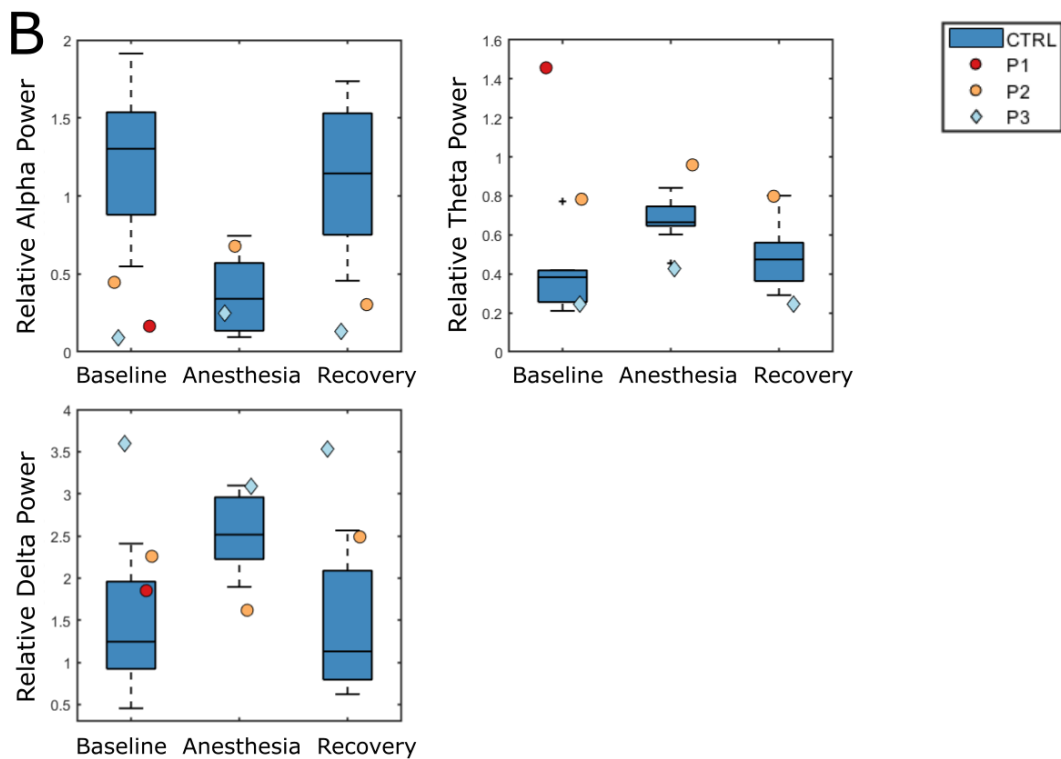 B
Relative Alpha Power
2
1.5
1
0.5
0
Baseline Anesthesia Recovery
Relative Theta Power
1.6
1.4
1.2
1
0.8
0.6
0.4
0.2
0
Baseline Anesthesia Recovery
CTRL
P1
P2
P3
Relative Delta Power
4
3.5
3
2.5
2
1.5
1
0.5
Baseline Anesthesia Recovery